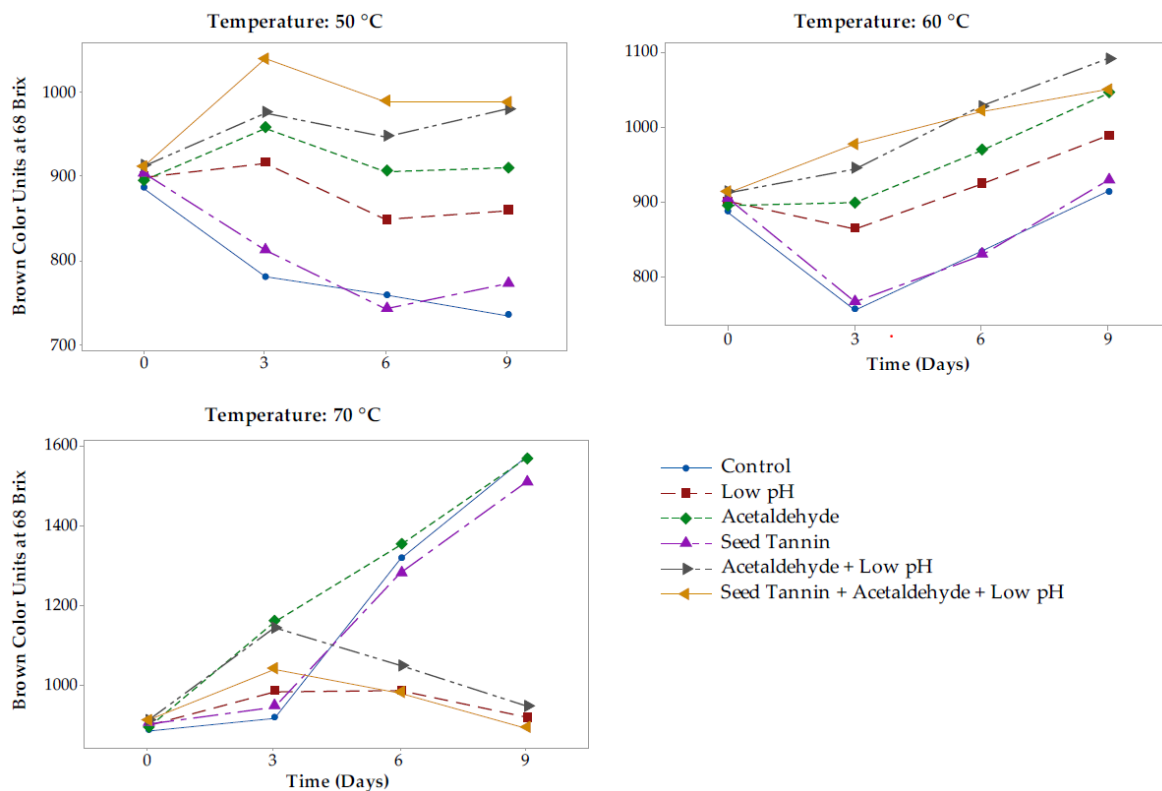 Temperature: 50 °C
Brown Color Units at 68 Brix
1000
900
800
700
0 3 6 9
Temperature: 60 °C
1100
1000
900
800
0 3 6 9
Time (Days)
Temperature: 70 °C
Brown Color Units at 68 Brix
1600
1400
1200
1000
0 3 6 9
Time (Days)
Control
Low pH
Acetaldehyde
Seed Tannin
Acetaldehyde + Low pH
Seed Tannin + Acetaldehyde + Low pH